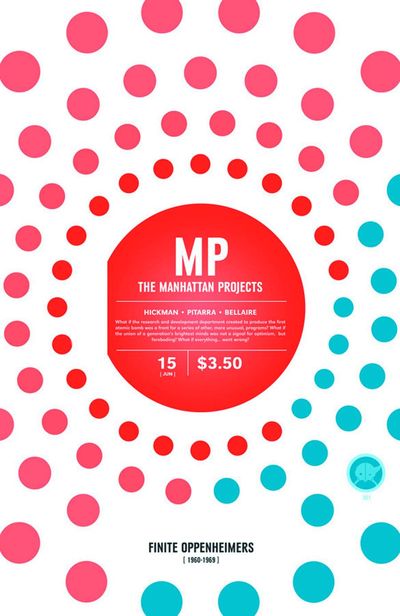 MP
THE MANHATTAN PROJECTS
HICKMAN • PITARRA • BELLAIRE
What if the research and development department created to produce the first
atomic bomb was a front for a series of other, more unusual, programs? What if
the union of a generation's brightest minds was not a signal for optimism, but
foreboding? What if everything... went wrong?
15
[ JUN ]
$3.50
FINITE OPPENHEIMERS
[ 1960-1969 ]